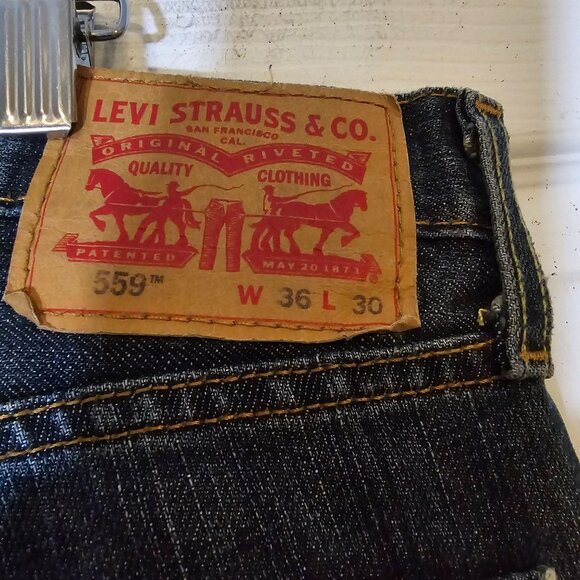 LEVI STRAUSS & CO.
SAN FRANCISCO
CAL.
ORIGINAL RIVETED
QUALITY CLOTHING
PATENTED MAY 20 1873
559™ W 36 L 30